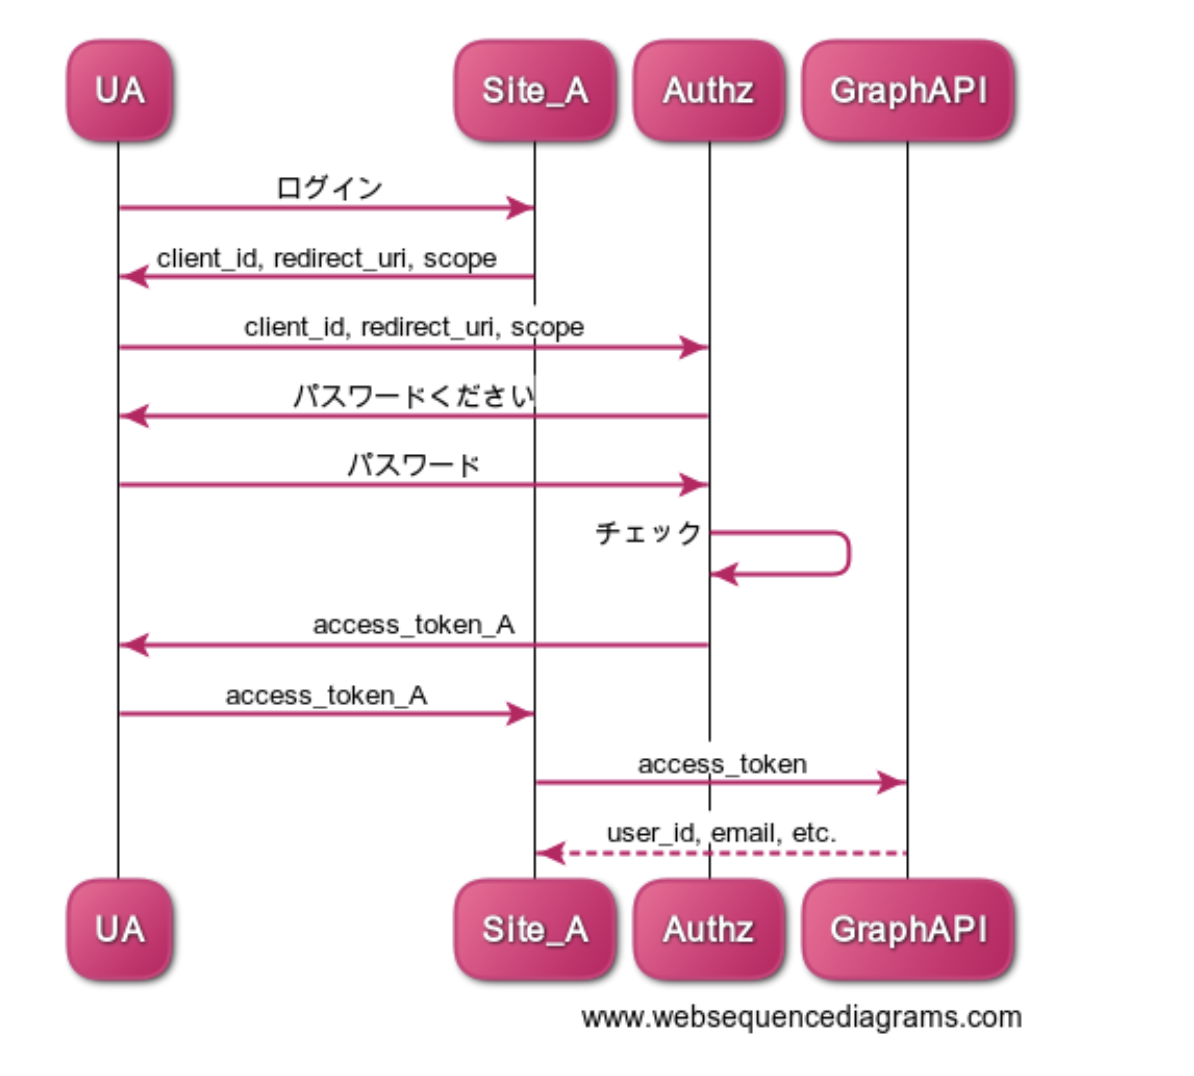 UA
Site_A
Authz
GraphAPI
ログイン
client_id, redirect_uri, scope
client_id, redirect_uri, scope
パスワードください
パスワード
チェック
access_token_A
access_token_A
access_token
user_id, email, etc.
UA
Site_A
Authz
GraphAPI
www.websequencediagrams.com